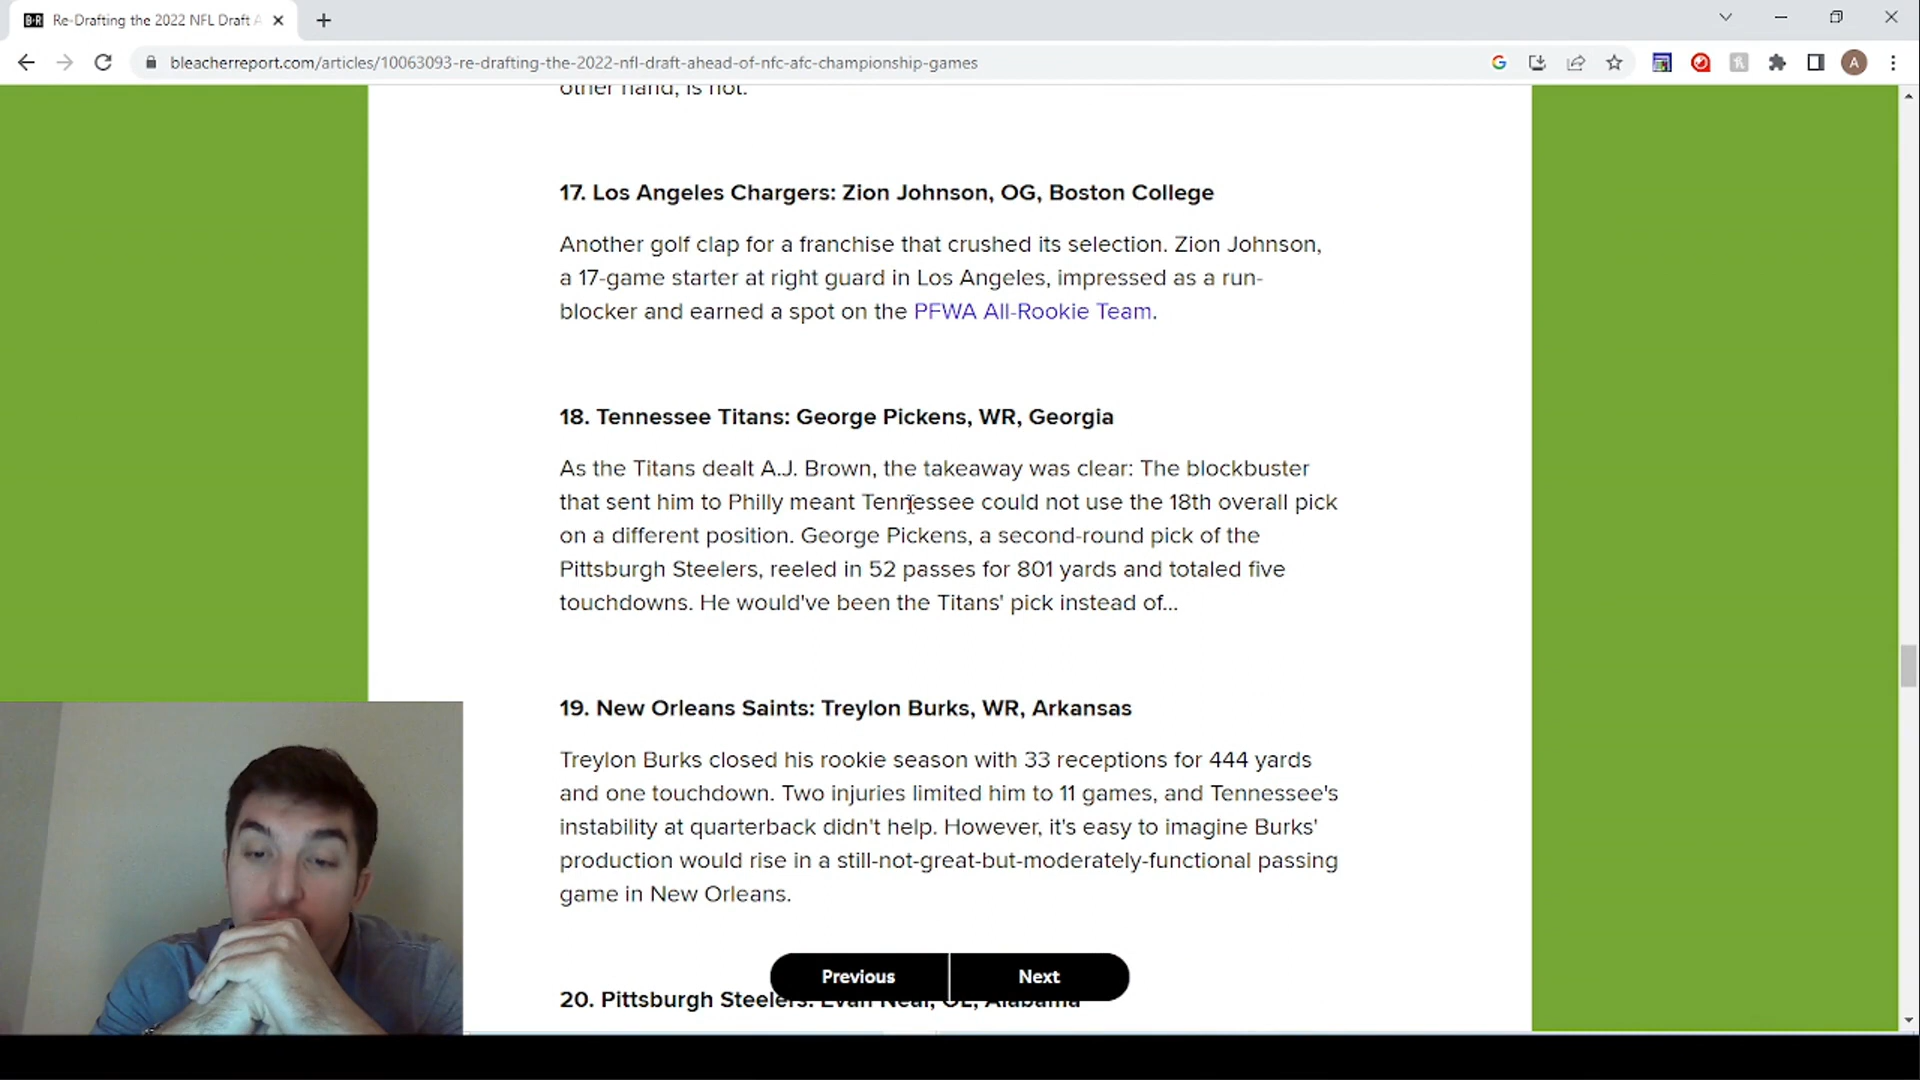 B/R Re-Drafting the 2022 NFL Draft A
bleacherreport.com/articles/10063093-re-drafting-the-2022-nfl-draft-ahead-of-nfc-afc-championship-games
A
other hand, is not.
17. Los Angeles Chargers: Zion Johnson, OG, Boston College
Another golf clap for a franchise that crushed its selection. Zion Johnson,
a 17-game starter at right guard in Los Angeles, impressed as a run-
blocker and earned a spot on the PFWA All-Rookie Team.
18. Tennessee Titans: George Pickens, WR, Georgia
As the Titans dealt A.J. Brown, the takeaway was clear: The blockbuster
that sent him to Philly meant Tennessee could not use the 18th overall pick
on a different position. George Pickens, a second-round pick of the
Pittsburgh Steelers, reeled in 52 passes for 801 yards and totaled five
touchdowns. He would've been the Titans' pick instead of...
19. New Orleans Saints: Treylon Burks, WR, Arkansas
Treylon Burks closed his rookie season with 33 receptions for 444 yards
and one touchdown. Two injuries limited him to 11 games, and Tennessee's
instability at quarterback didn't help. However, it's easy to imagine Burks'
production would rise in a still-not-great-but-moderately-functional passing
game in New Orleans.
Previous Next
20. Pittsburgh Steelers: Evan Neal, OL, Alabama